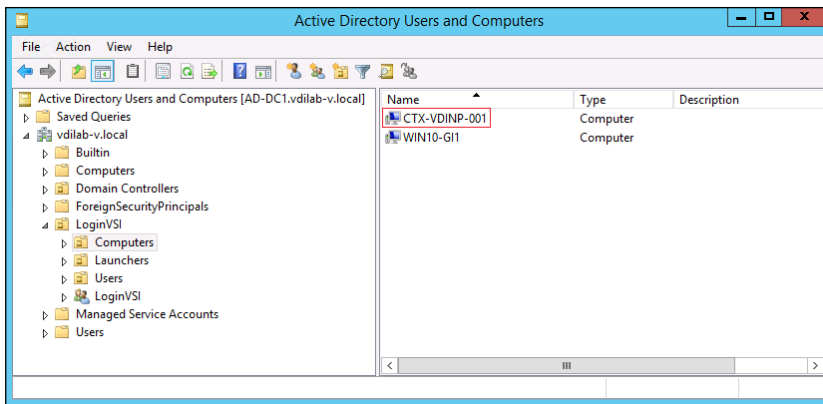 Active Directory Users and Computers
File Action View Help
Active Directory Users and Computers [AD-DC1.vdilab-v.local]
Saved Queries
vdilab-v.local
Builtin
Computers
Domain Controllers
ForeignSecurityPrincipals
LoginVSI
Computers
Launchers
Users
LoginVSI
Managed Service Accounts
Users
Name Type Description
CTX-VDINP-001 Computer
WIN10-GI1 Computer